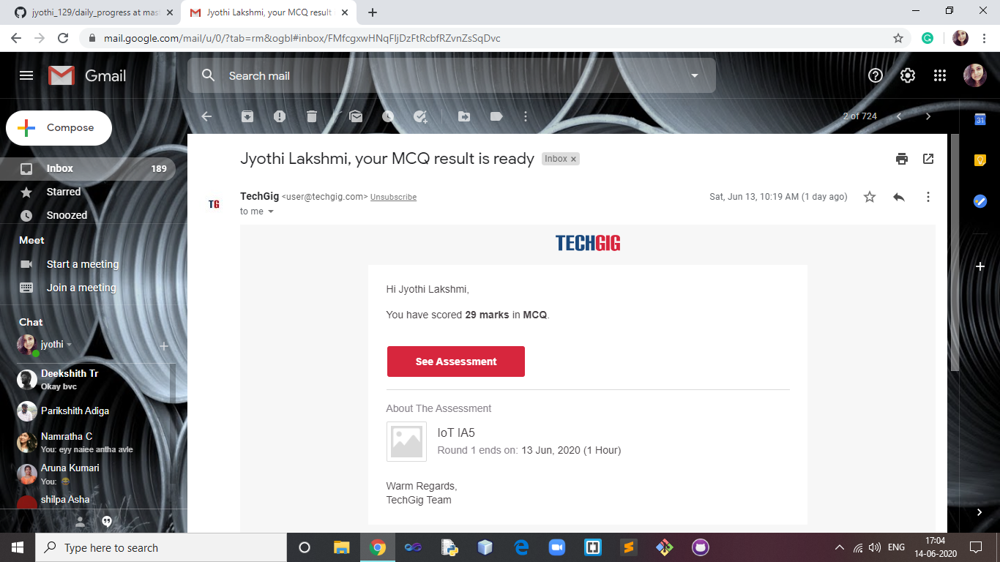 jyothi_129/daily_progress at mast
Jyothi Lakshmi, your MCQ result i
mail.google.com/mail/u/0/?tab=rm&ogbl#inbox/FMfcgxwHNqFljDzFtRcbfRZvnZsSqDvc
Gmail
Search mail
Compose
2 of 724
31
Inbox 189
Starred
Snoozed
Meet
Start a meeting
Join a meeting
Chat
jyothi
Deekshith Tr
Okay bvc
Parikshith Adiga
Namratha C
You: eyy naiee antha avle
Aruna Kumari
You: 😂
shilpa Asha
Jyothi Lakshmi, your MCQ result is ready Inbox x
TG
TechGig <user@techgig.com> Unsubscribe
Sat, Jun 13, 10:19 AM (1 day ago)
to me
TECHGIG
Hi Jyothi Lakshmi,
You have scored 29 marks in MCQ.
See Assessment
About The Assessment
IoT IA5
Round 1 ends on: 13 Jun, 2020 (1 Hour)
Warm Regards,
TechGig Team
Type here to search
ENG
17:04
14-06-2020